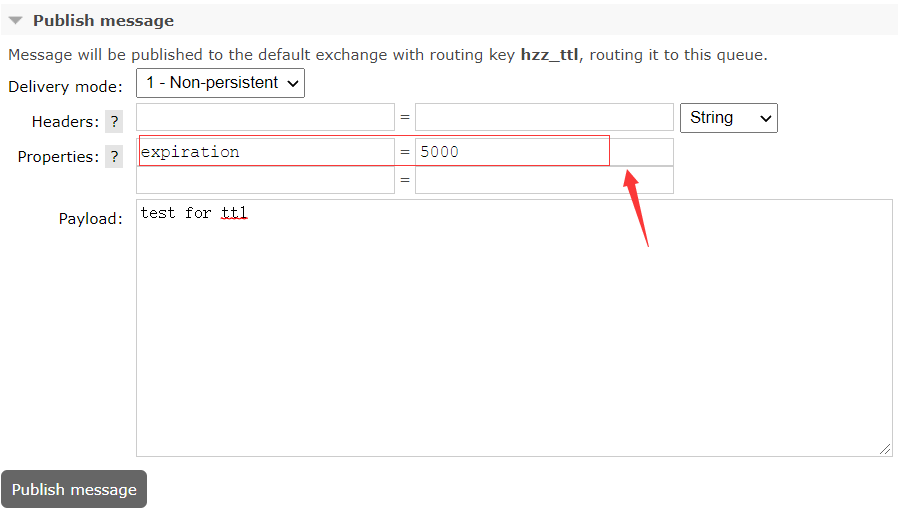 Publish message
Message will be published to the default exchange with routing key hzz_ttl, routing it to this queue.
Delivery mode: 1 - Non-persistent
Headers: ? = String
Properties: ? expiration = 5000
=
Payload: test for ttl
Publish message